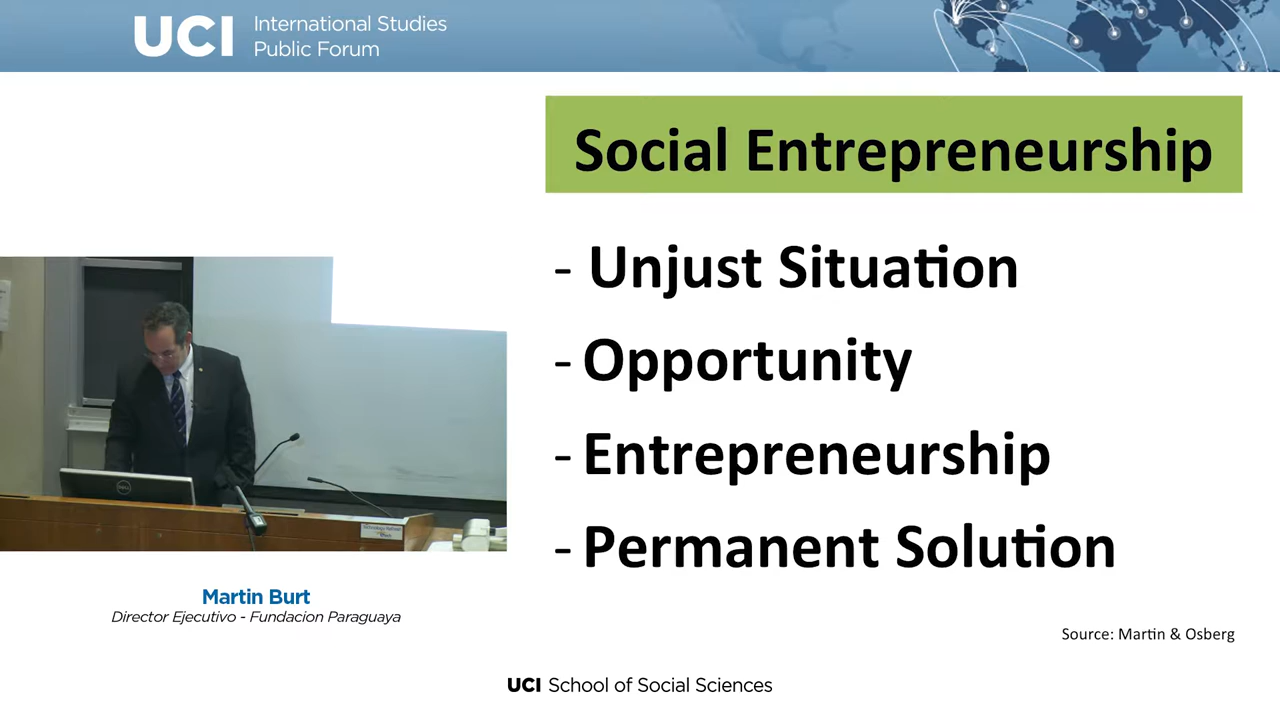 UCI
International Studies
Public Forum
Social Entrepreneurship
- Unjust Situation
- Opportunity
- Entrepreneurship
- Permanent Solution
DELL
Martin Burt
Director Ejecutivo - Fundacion Paraguaya
Source: Martin & Osberg
UCI School of Social Sciences